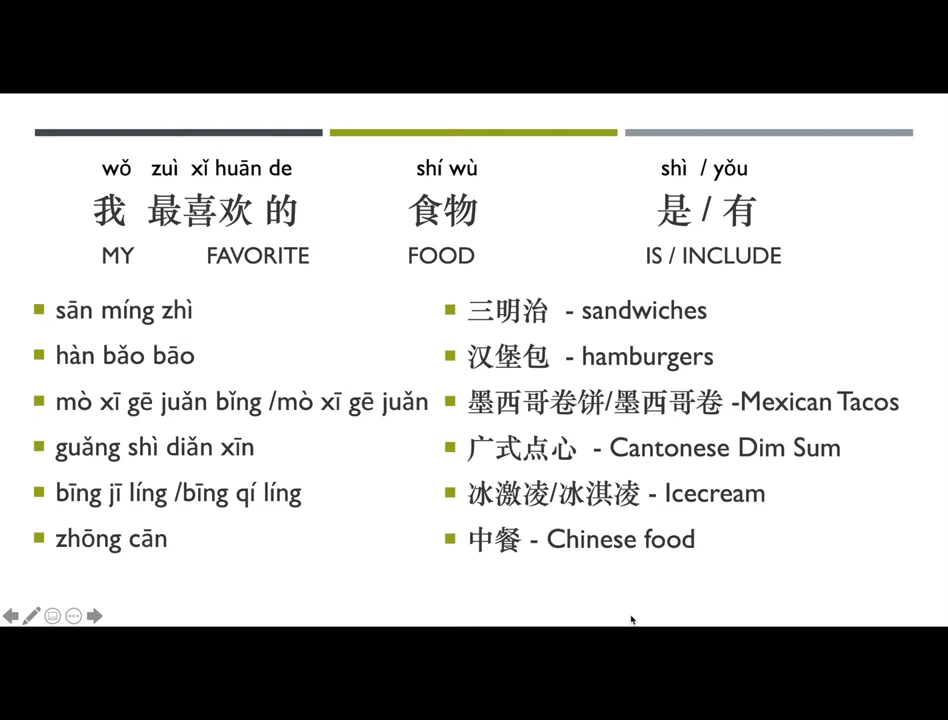 wǒ zuì xǐ huān de shí wù shì / yǒu
我 最喜欢 的 食物 是 / 有
MY FAVORITE FOOD IS / INCLUDE
sān míng zhì 三明治 - sandwiches
hàn bǎo bāo 汉堡包 - hamburgers
mò xī gē juǎn bǐng /mò xī gē juǎn 墨西哥卷饼/墨西哥卷 -Mexican Tacos
guǎng shì diǎn xīn 广式点心 - Cantonese Dim Sum
bīng jī líng /bīng qí líng 冰激凌/冰淇凌 - Icecream
zhōng cān 中餐 - Chinese food